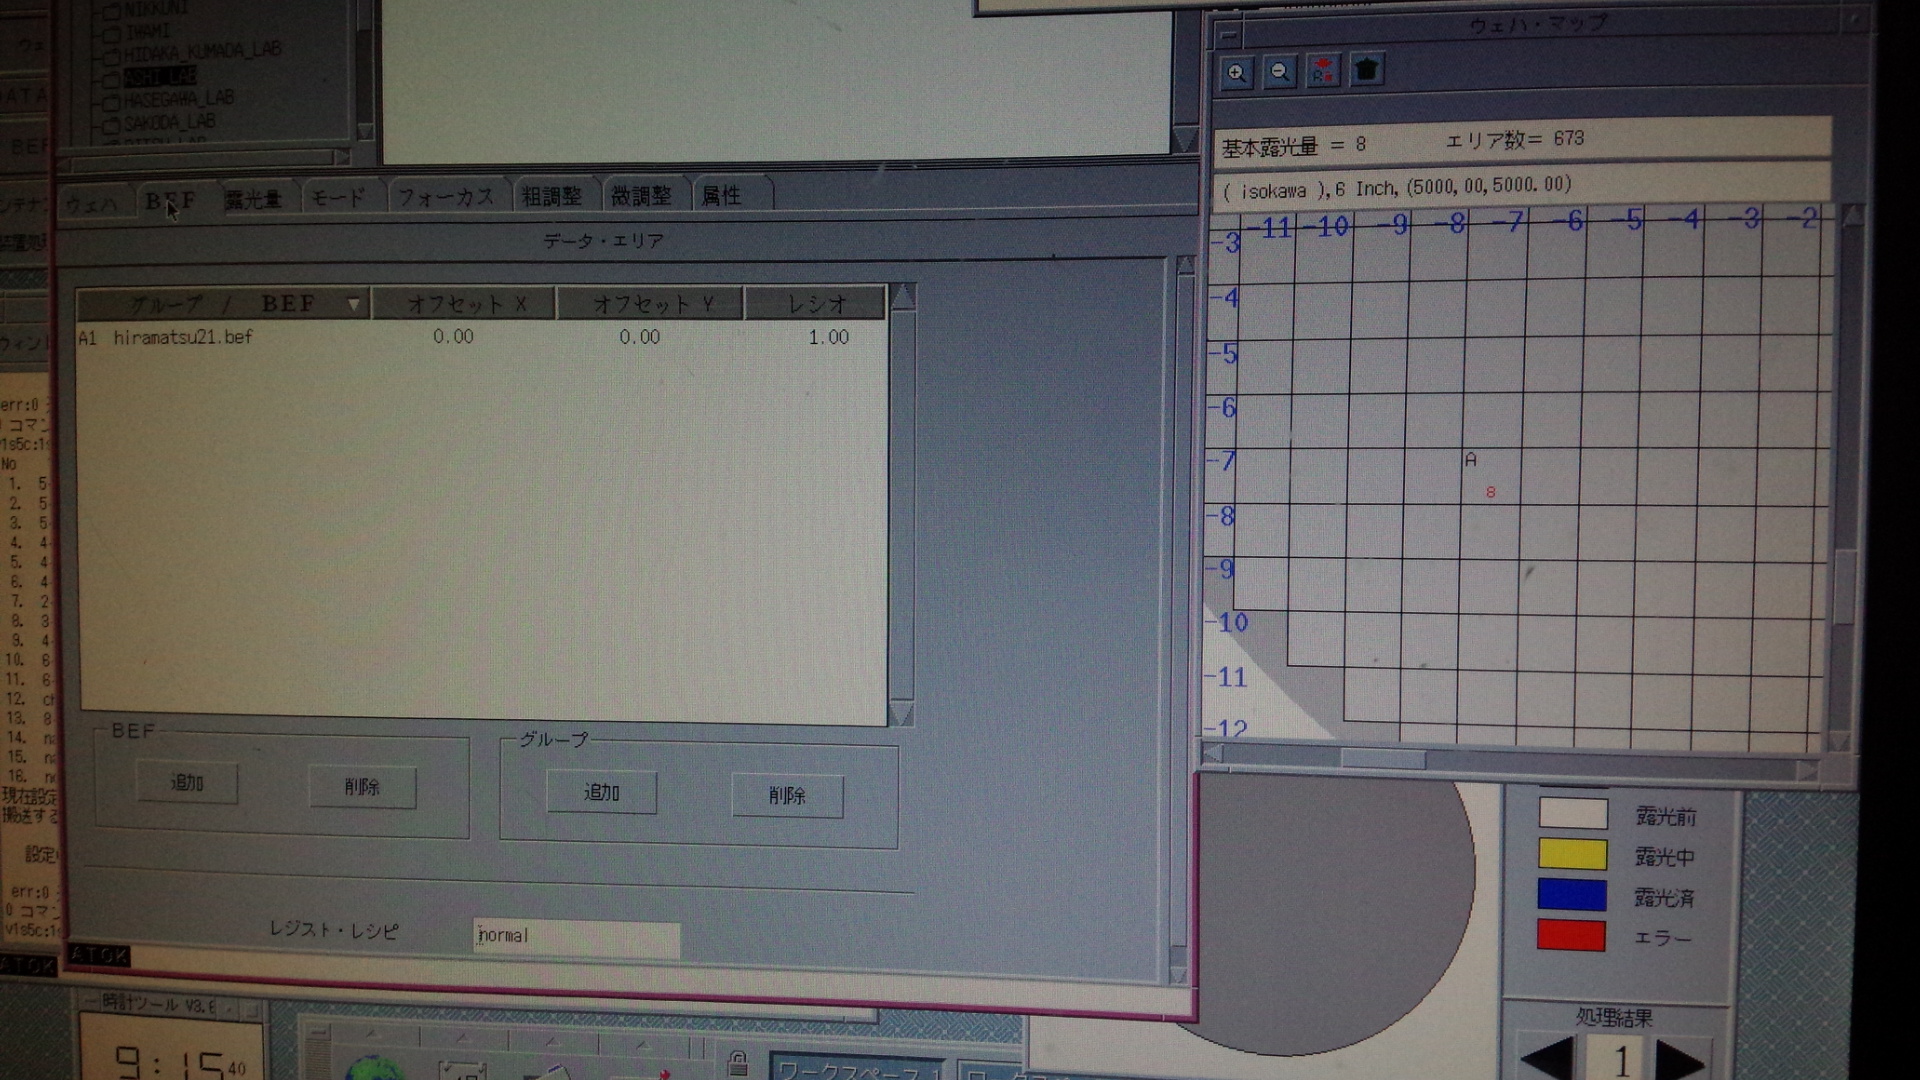 NIKKUNI
IWAMI
HIDAKA_KUMADA_LAB
ASHI_LAB
HASEGAWA_LAB
SAKODA_LAB
ウェハ BEF 露光量 モード フォーカス 粗調整 微調整 属性
データ・エリア
グループ / BEF オフセット X オフセット Y レシオ
A1 hiramatsu21.bef 0.00 0.00 1.00
BEF
追加 削除
グループ
追加 削除
レジスト・レシピ normal
ATOK
ウェハ・マップ
基本露光量 = 8 エリア数= 673
( isokawa ),6 Inch,(5000,00,5000.00)
-11 -10 -9 -8 -7 -6 -5 -4 -3 -2
-3
-4
-5
-6
-7
-8
-9
-10
-11
-12
A
8
露光前
露光中
露光済
エラー
処理結果
1
err:0
コマン
No
1. 5
2. 5
3. 5
4. 4
5. 4
6. 4
7. 2
8. 3
9. 4
10. 6
11. 6
12. c
13. 8
14. n
15. n
16. n
現在設定
搬送する
設定
err:0
0 コマン
v1s5c:1
ATOK
時計ツール V3.
9:15 40
ワークスペース 1